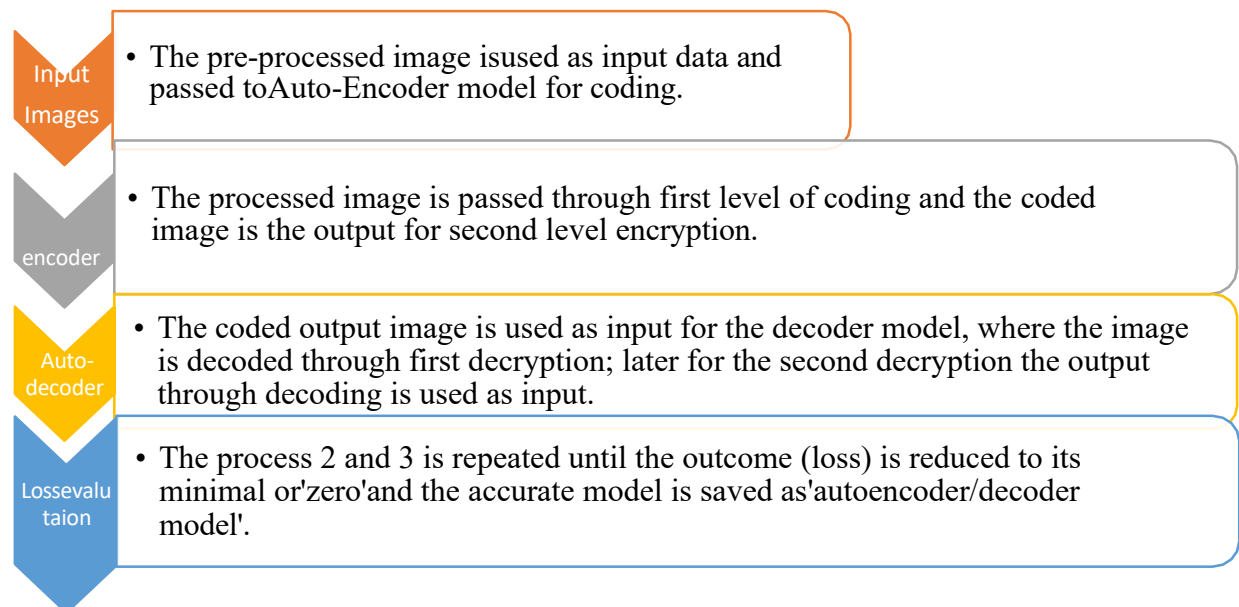 Input
Images
• The pre-processed image isused as input data and
passed toAuto-Encoder model for coding.
encoder
• The processed image is passed through first level of coding and the coded
image is the output for second level encryption.
Auto-
decoder
• The coded output image is used as input for the decoder model, where the image
is decoded through first decryption; later for the second decryption the output
through decoding is used as input.
Lossevalu
taion
• The process 2 and 3 is repeated until the outcome (loss) is reduced to its
minimal or'zero'and the accurate model is saved as'autoencoder/decoder
model'.